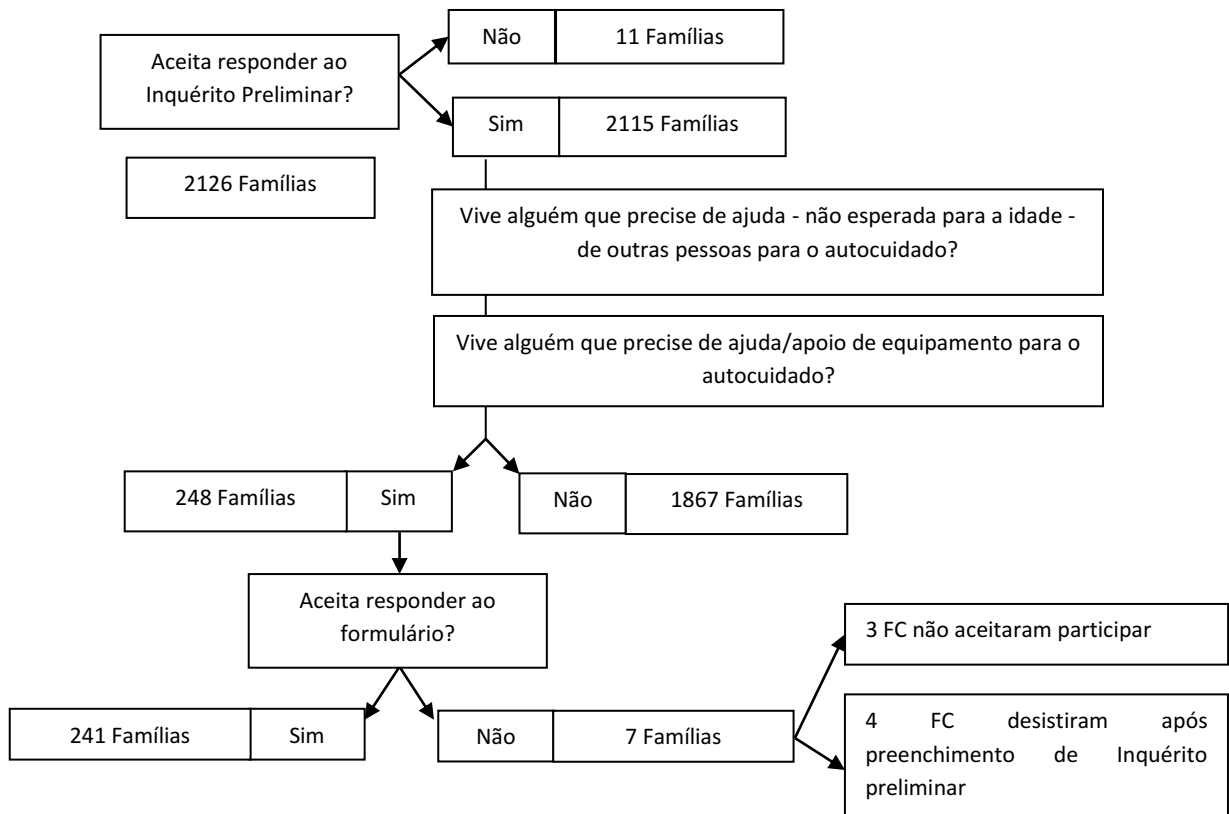 Não
11 Famílias
Aceita responder ao
Inquérito Preliminar?
Sim
2115 Famílias
2126 Famílias
Vive alguém que precise de ajuda - não esperada para a idade -
de outras pessoas para o autocuidado?
Vive alguém que precise de ajuda/apoio de equipamento para o
autocuidado?
248 Famílias
Sim
Não
1867 Famílias
Aceita responder ao
formulário?
3 FC não aceitaram participar
241 Famílias
Sim
Não
7 Famílias
4 FC desistiram após
preenchimento de Inquérito
preliminar